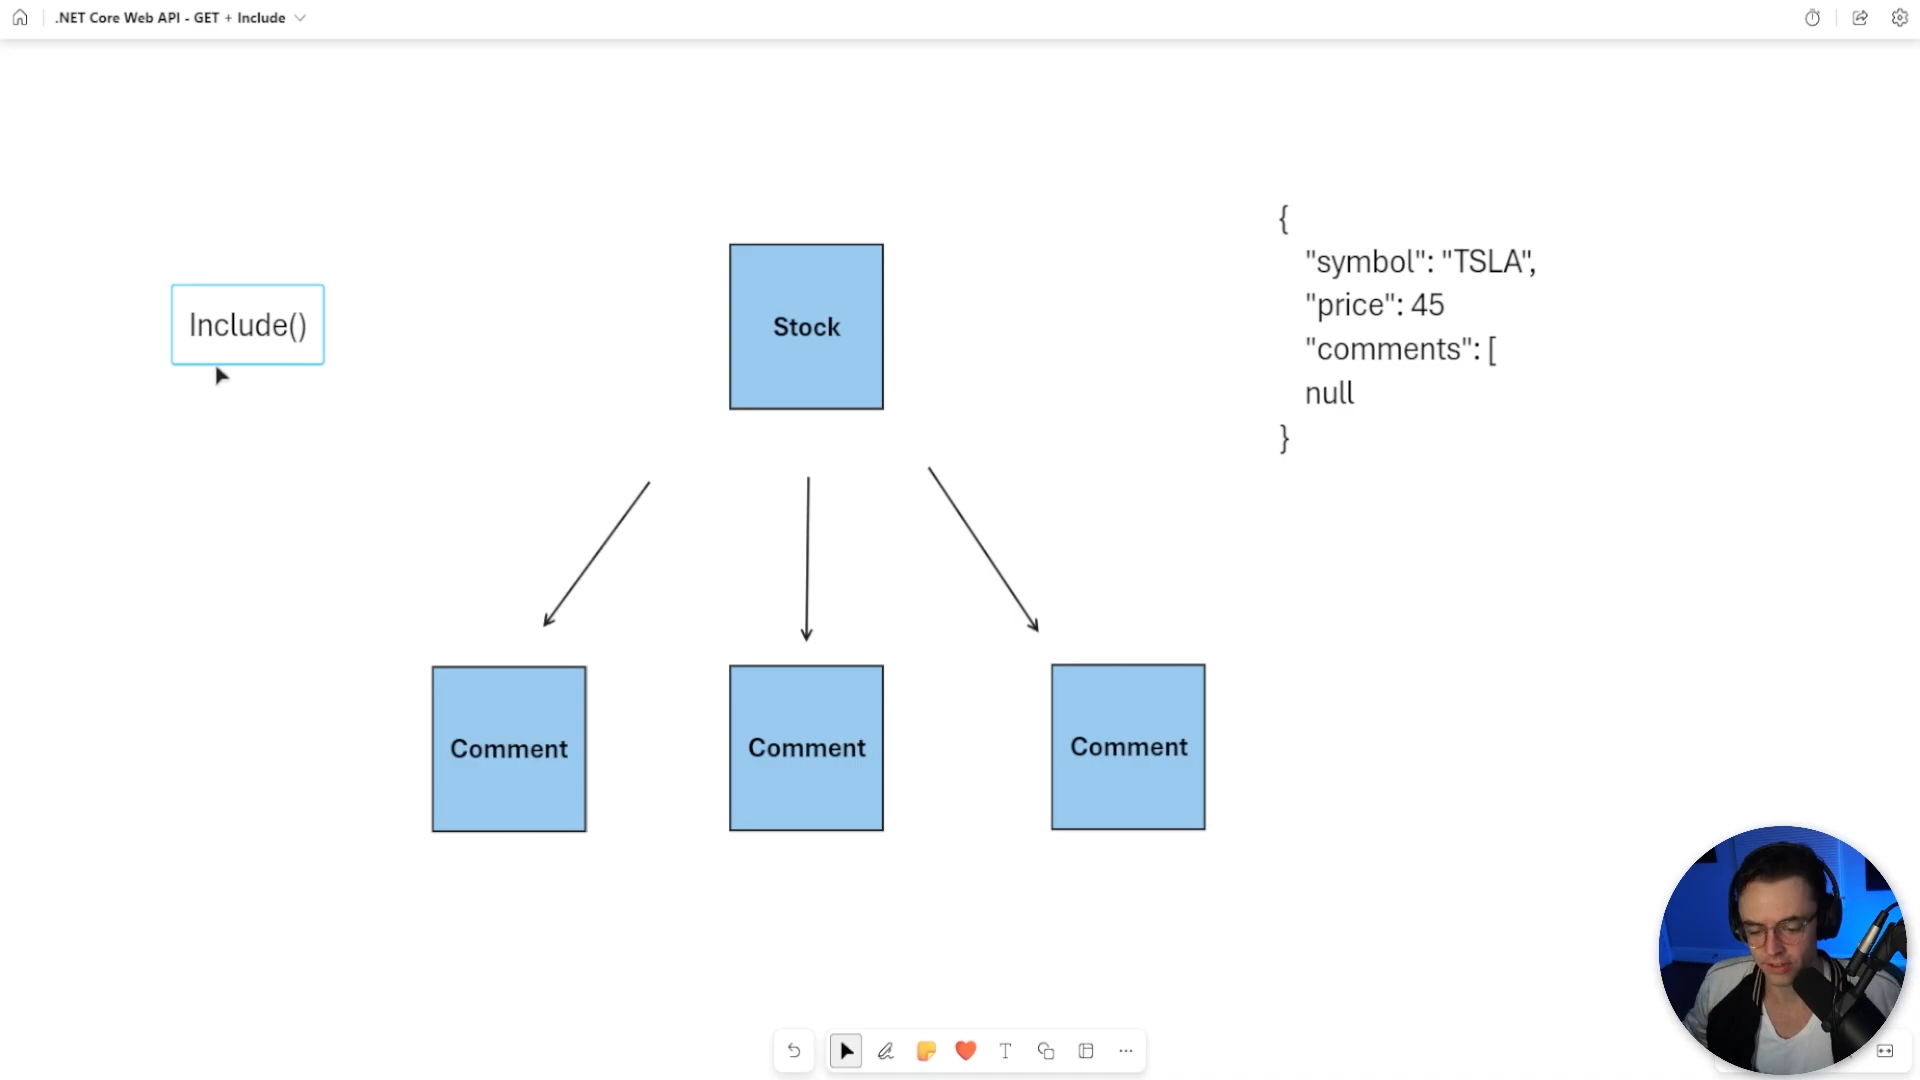 .NET Core Web API - GET + Include
Include()
Stock
{
"symbol": "TSLA",
"price": 45
"comments": [
null
}
Comment
Comment
Comment
T